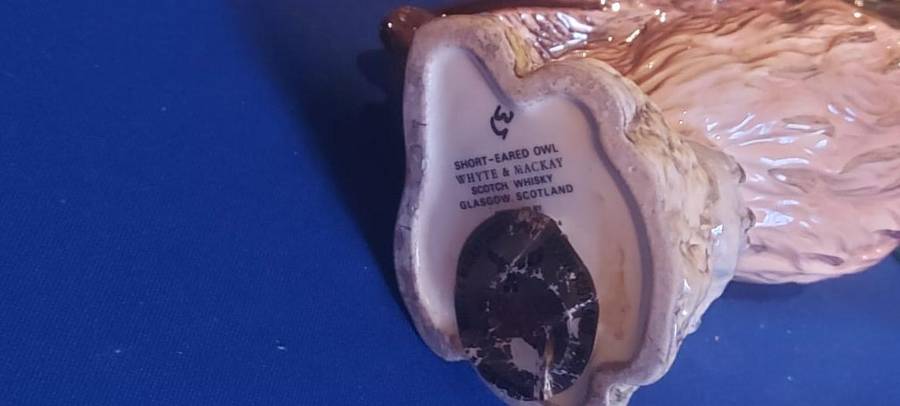 SHORT-EARED OWL
WHYTE & MACKAY
SCOTCH WHISKY
GLASGOW SCOTLAND